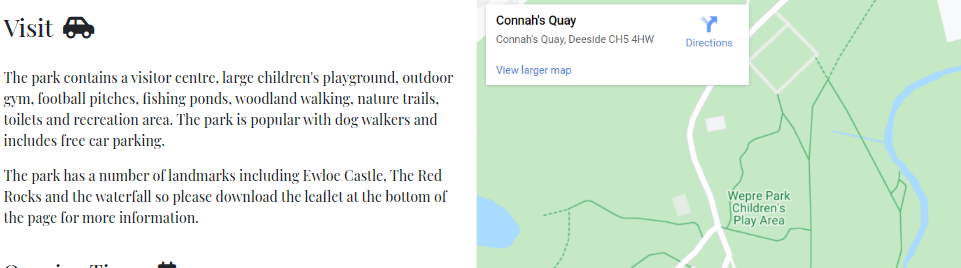 Visit
The park contains a visitor centre, large children's playground, outdoor
gym, football pitches, fishing ponds, woodland walking, nature trails,
toilets and recreation area. The park is popular with dog walkers and
includes free car parking.
The park has a number of landmarks including Ewloe Castle, The Red
Rocks and the waterfall so please download the leaflet at the bottom of
the page for more information.
Connah's Quay
Connah's Quay, Deeside CH5 4HW
Directions
View larger map
Wepre Park
Children's
Play Area